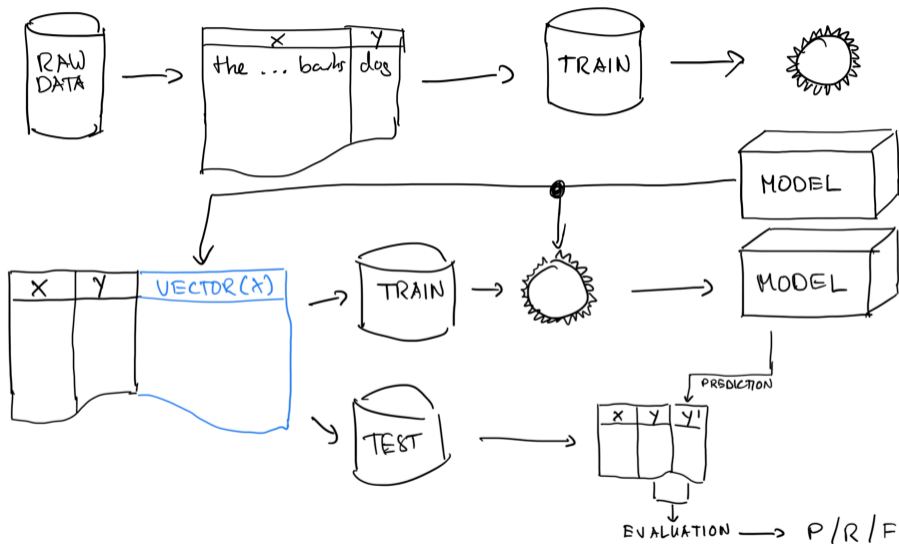 RAW DATA
X Y
the ... barks dog
TRAIN
MODEL
X Y VECTOR(X)
TRAIN
MODEL
PREDICTION
TEST
X Y Y'
EVALUATION
P/R/F